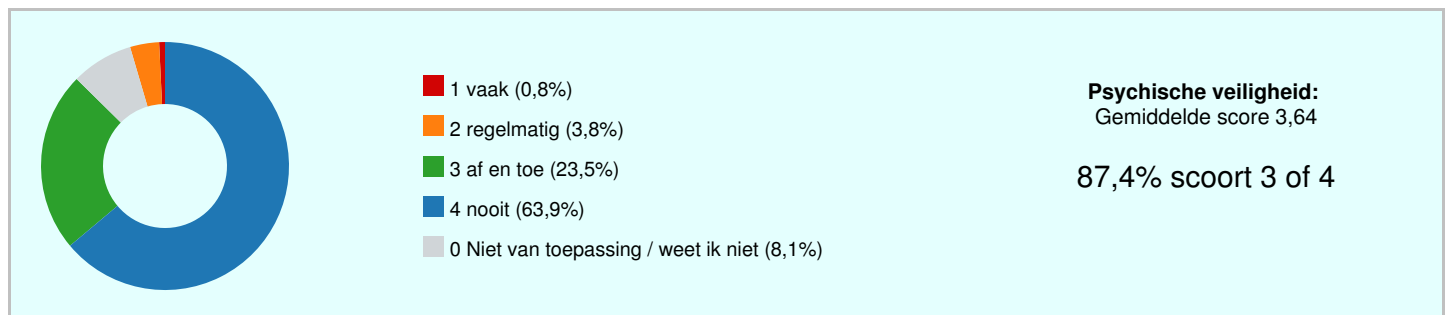 1 vaak (0,8%)
2 regelmatig (3,8%)
3 af en toe (23,5%)
4 nooit (63,9%)
0 Niet van toepassing / weet ik niet (8,1%)
Psychische veiligheid:
Gemiddelde score 3,64
87,4% scoort 3 of 4